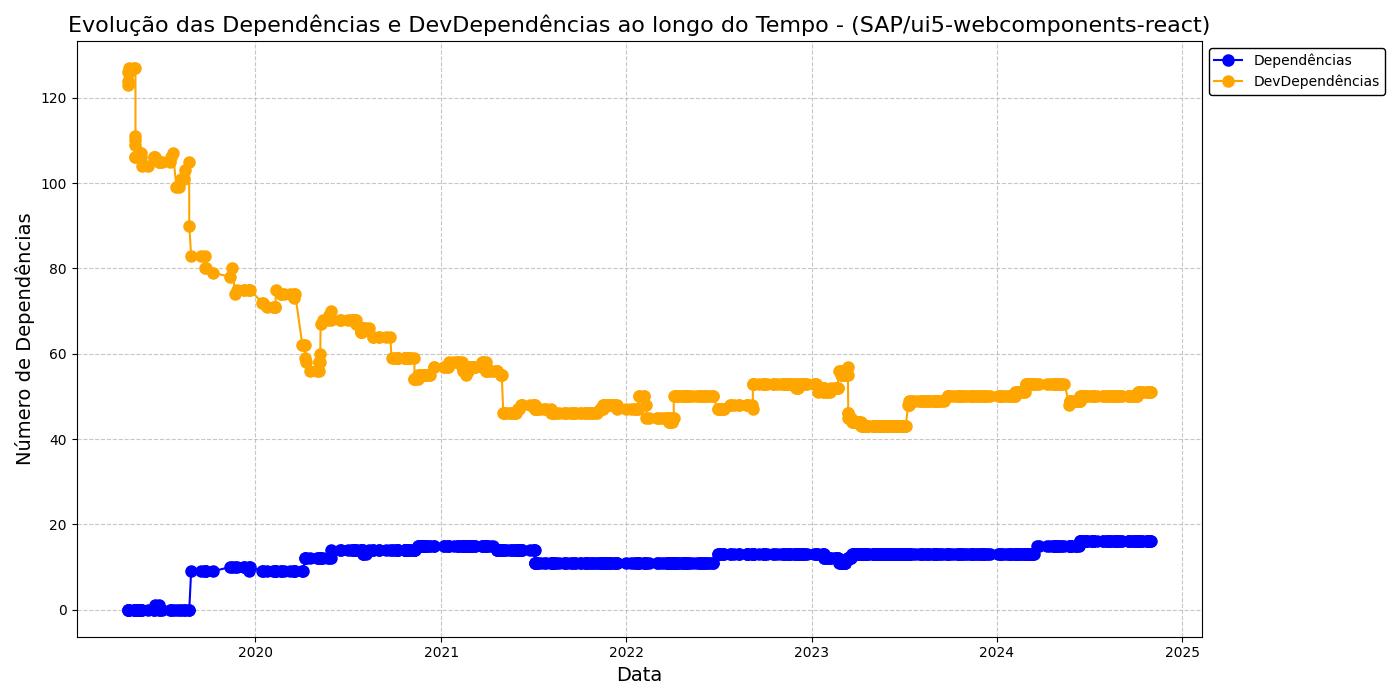 Evolução das Dependências e DevDependências ao longo do Tempo - (SAP/ui5-webcomponents-react)
Dependências
DevDependências
Número de Dependências
120
100
80
60
40
20
0
2020
2021
2022
2023
2024
2025
Data